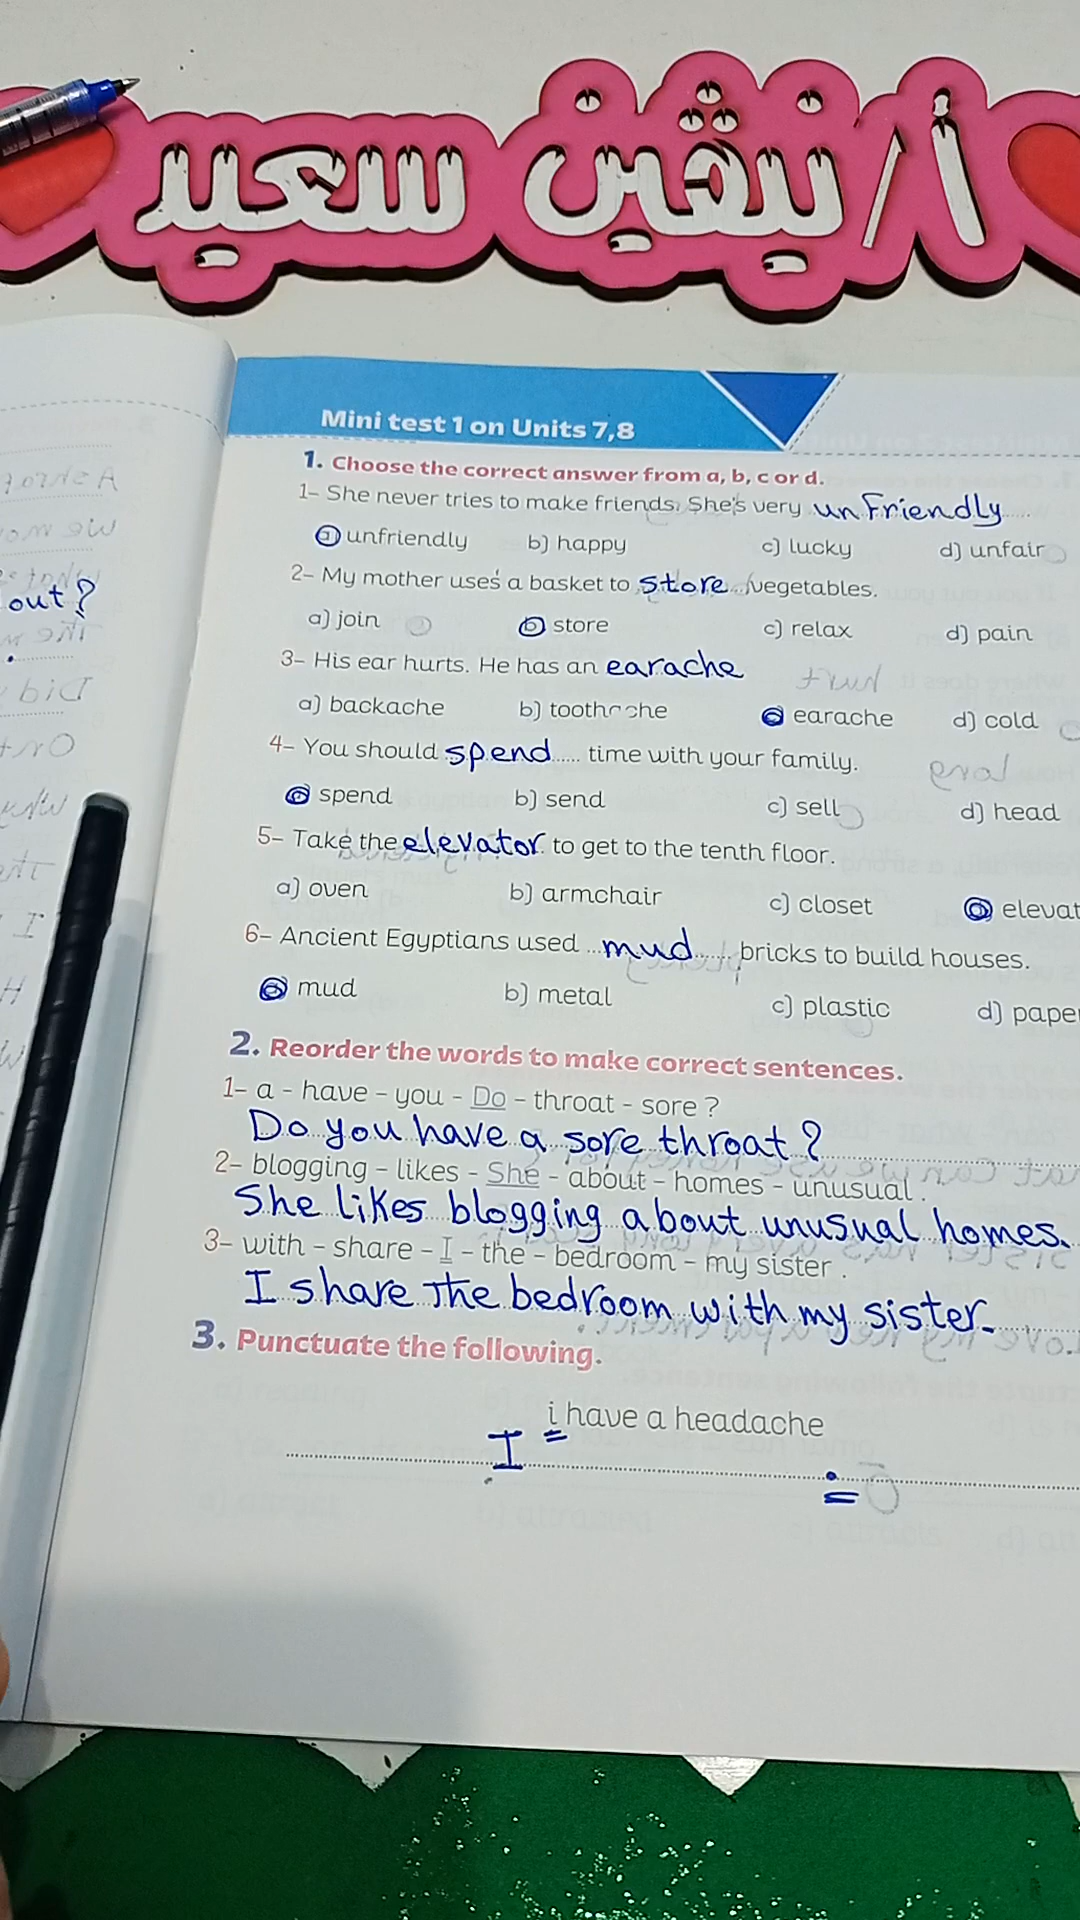 أ/ يقين سعيد
Mini test 1 on Units 7,8
1. Choose the correct answer from a, b, c or d.
1- She never tries to make friends. She's very unfriendly
a) unfriendly b) happy c) lucky d) unfair
2- My mother uses a basket to store vegetables.
a) join b) store c) relax d) pain
out?
3- His ear hurts. He has an earache
a) backache b) toothache c) earache d) cold
4- You should spend time with your family.
a) spend b) send c) sell d) head
5- Take the elevator to get to the tenth floor.
a) oven b) armchair c) closet d) elevat
6- Ancient Egyptians used mud bricks to build houses.
a) mud b) metal c) plastic d) paper
2. Reorder the words to make correct sentences.
1- a - have - you - Do - throat - sore ?
Do you have a sore throat?
2- blogging - likes - She - about - homes - unusual .
She likes blogging about unusual homes.
3- with - share - I - the - bedroom - my sister .
I share the bedroom with my sister.
3. Punctuate the following.
i have a headache
I .